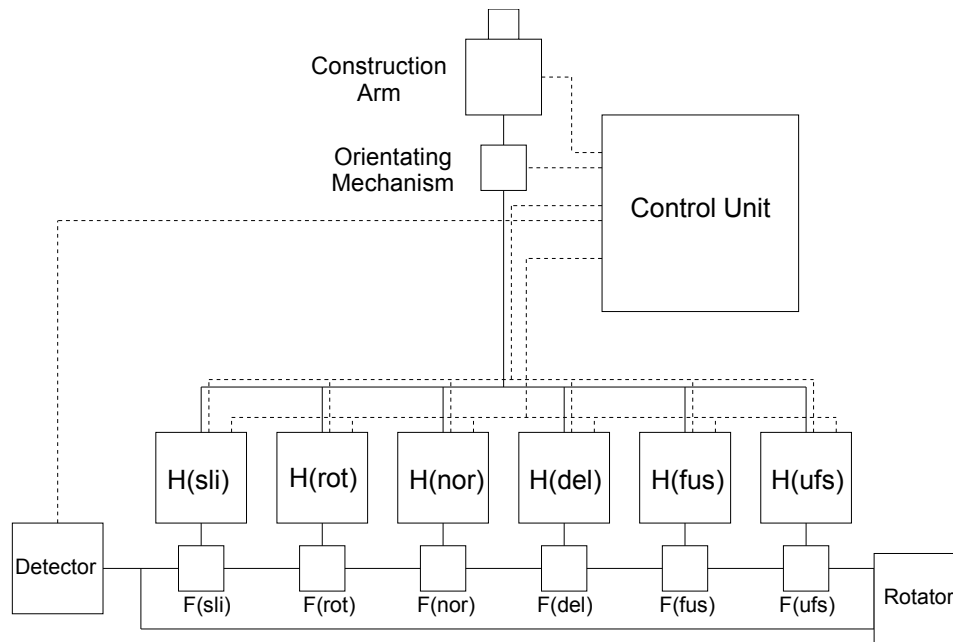 Construction
Arm
Orientating
Mechanism
Control Unit
H(sli)
H(rot)
H(nor)
H(del)
H(fus)
H(ufs)
Detector
F(sli)
F(rot)
F(nor)
F(del)
F(fus)
F(ufs)
Rotator